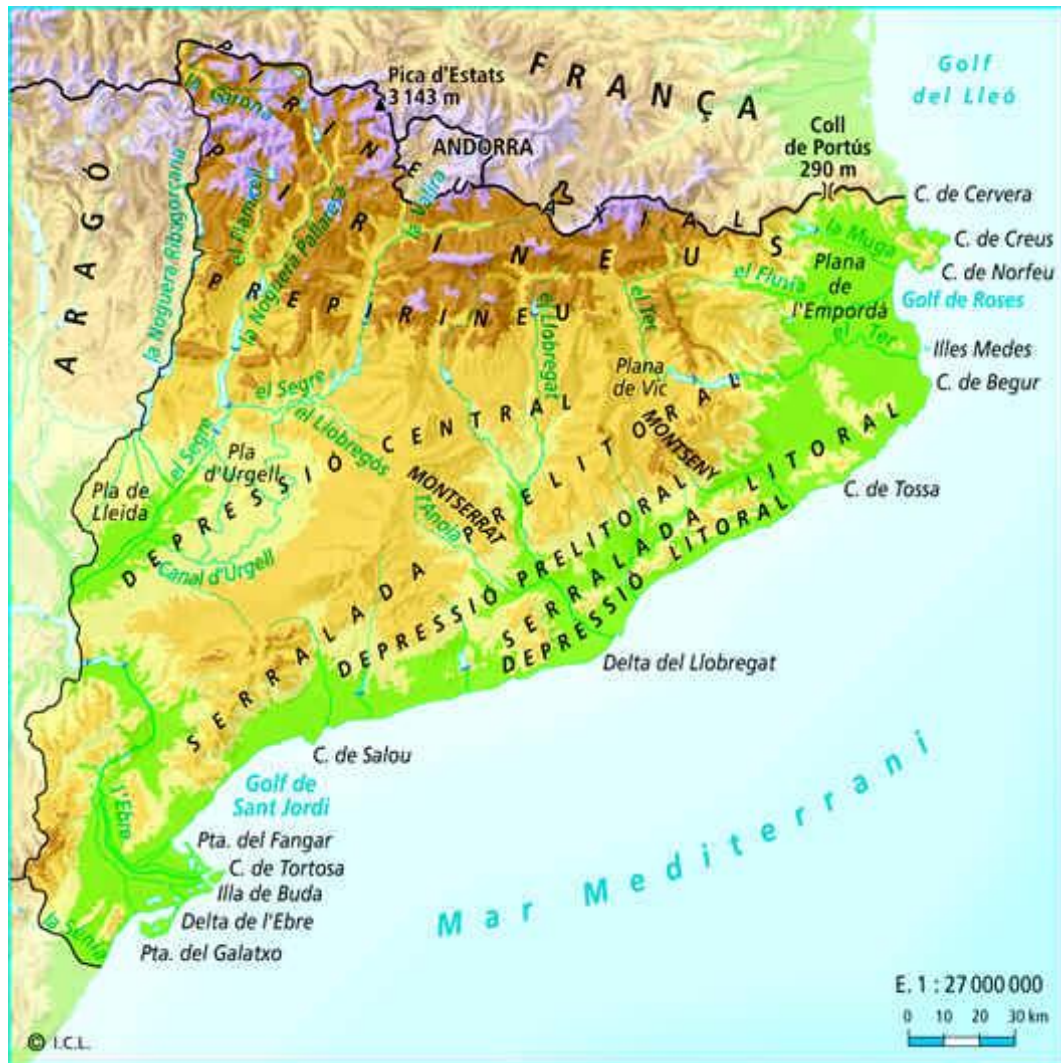 FRANÇA
Golf
del Lleó
Pica d'Estats
3 143 m
PIRINEU AXIAL
la Garona
ANDORRA
Coll
de Portús
290 m
ARAGÓ
PIRINEUS
PREPIRINEU
la Noguera Ribagorçana
el Flamisell
la Noguera Pallaresa
la Valira
C. de Cervera
la Muga
C. de Creus
C. de Norfeu
el Fluvià
Plana
de
l'Empordà
Golf de Roses
el Ter
el Ter
Illes Medes
C. de Begur
el Llobregat
Plana
de Vic
el Segre
el Segre
el Llobregós
Pla
d'Urgell
Pla de
Lleida
DEPRESSIÓ CENTRAL
MONTSERRAT
MONTSENY
l'Anoia
Canal d'Urgell
C. de Tossa
SERRALADA PRELITORAL
DEPRESSIÓ PRELITORAL
SERRALADA LITORAL
DEPRESSIÓ LITORAL
Delta del Llobregat
C. de Salou
Golf de
Sant Jordi
l'Ebre
Pta. del Fangar
C. de Tortosa
Illa de Buda
Delta de l'Ebre
Pta. del Galatxo
la Sénia
Mar Mediterrani
E. 1 : 27 000 000
0 10 20 30 km
© I.C.L.